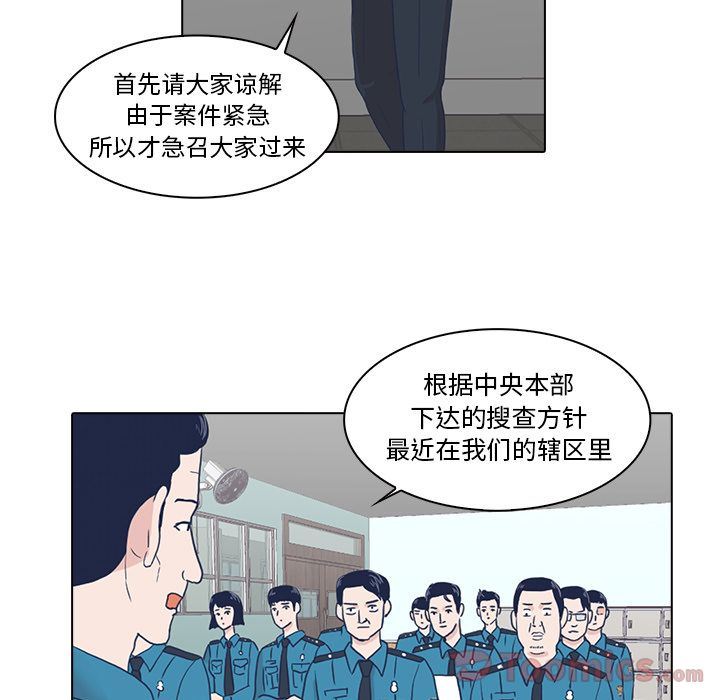 首先请大家谅解
由于案件紧急
所以才急召大家过来
根据中央本部
下达的搜查方针
最近在我们的辖区里
Toomics.com